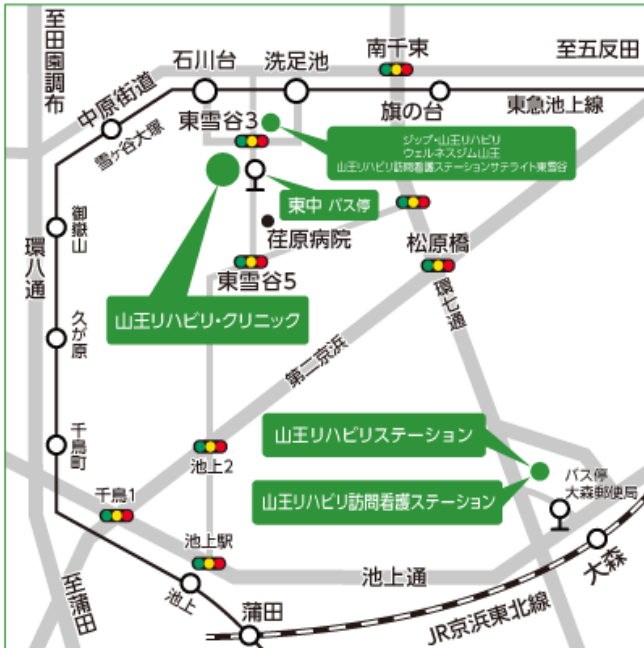 至田園調布
中原街道
石川台
洗足池
南千束
至五反田
旗の台
東急池上線
雪ヶ谷大塚
東雪谷3
ジップ・山王リハビリ
ウェルネスジム山王
山王リハビリ訪問看護ステーションサテライト東雪谷
東中 バス停
荏原病院
御嶽山
環八通
東雪谷5
松原橋
環七通
山王リハビリ・クリニック
久が原
第二京浜
千鳥町
池上2
山王リハビリステーション
山王リハビリ訪問看護ステーション
バス停
大森郵便局
千鳥1
池上駅
池上
池上通
大森
至蒲田
蒲田
JR京浜東北線